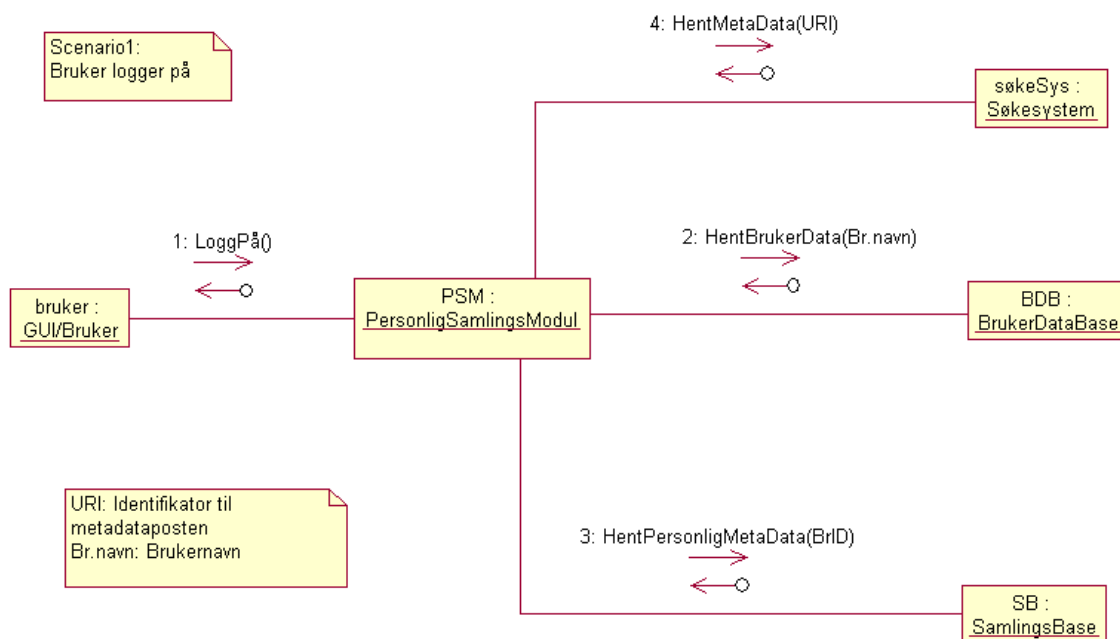 4: HentMetaData(URI)
Scenario1:
Bruker logger på
søkeSys :
Søkesystem
1: LoggPå()
2: HentBrukerData(Br.navn)
bruker :
GUI/Bruker
PSM :
PersonligSamlingsModul
BDB :
BrukerDataBase
URI: Identifikator til
metadataposten
Br.navn: Brukernavn
3: HentPersonligMetaData(BrID)
SB :
SamlingsBase